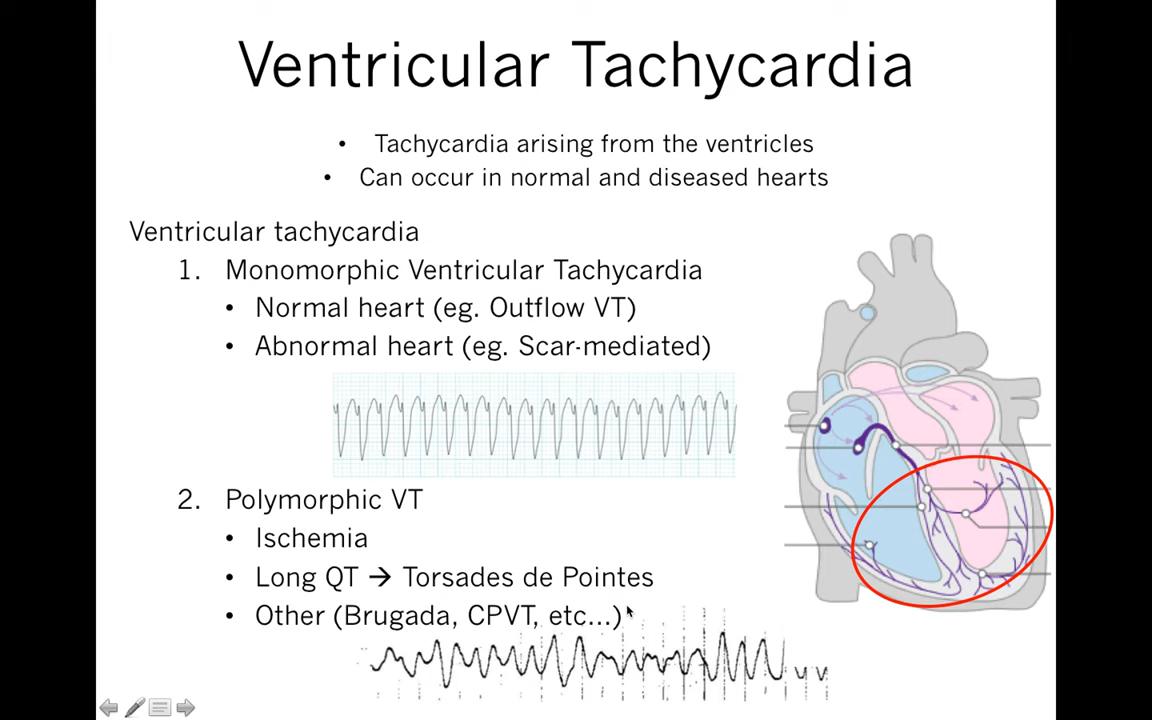 Ventricular Tachycardia
• Tachycardia arising from the ventricles
• Can occur in normal and diseased hearts
Ventricular tachycardia
1. Monomorphic Ventricular Tachycardia
• Normal heart (eg. Outflow VT)
• Abnormal heart (eg. Scar-mediated)
2. Polymorphic VT
• Ischemia
• Long QT → Torsades de Pointes
• Other (Brugada, CPVT, etc...)